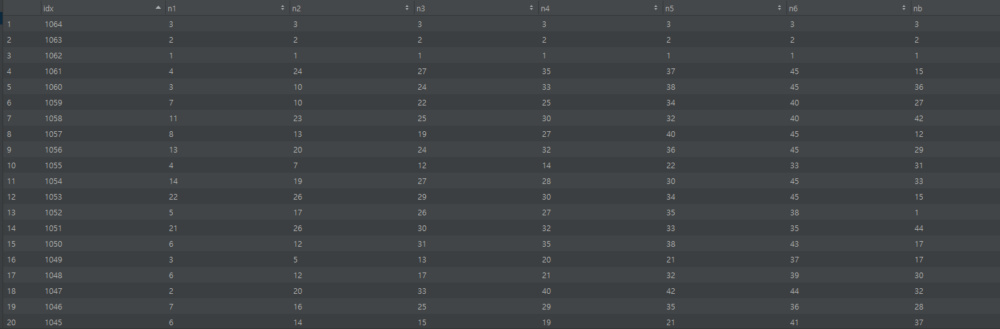 idx n1 n2 n3 n4 n5 n6 nb
1 1064 3 3 3 3 3 3 3
2 1063 2 2 2 2 2 2 2
3 1062 1 1 1 1 1 1 1
4 1061 4 24 27 35 37 45 15
5 1060 3 10 24 33 38 45 36
6 1059 7 10 22 25 34 40 27
7 1058 11 23 25 30 32 40 42
8 1057 8 13 19 27 40 45 12
9 1056 13 20 24 32 36 45 29
10 1055 4 7 12 14 22 33 31
11 1054 14 19 27 28 30 45 33
12 1053 22 26 29 30 34 45 15
13 1052 5 17 26 27 35 38 1
14 1051 21 26 30 32 33 35 44
15 1050 6 12 31 35 38 43 17
16 1049 3 5 13 20 21 37 17
17 1048 6 12 17 21 32 39 30
18 1047 2 20 33 40 42 44 32
19 1046 7 16 25 29 35 36 28
20 1045 6 14 15 19 21 41 37